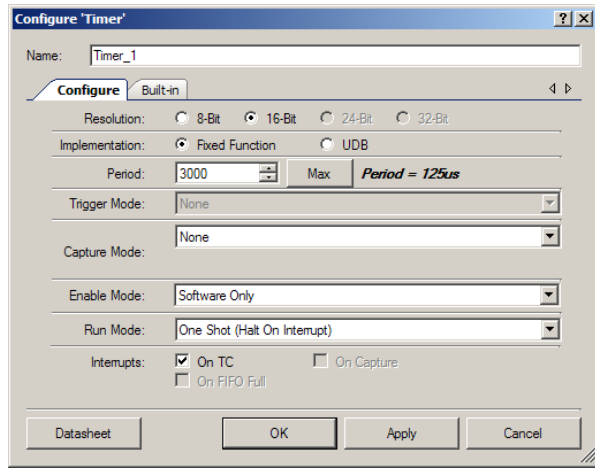 Configure 'Timer'
Name: Timer_1
Configure Built-in
Resolution: 8-Bit 16-Bit 24-Bit 32-Bit
Implementation: Fixed Function UDB
Period: 3000 Max Period = 125us
Trigger Mode: None
Capture Mode: None
Enable Mode: Software Only
Run Mode: One Shot (Halt On Interrupt)
Interrupts: On TC On Capture
On FIFO Full
Datasheet OK Apply Cancel